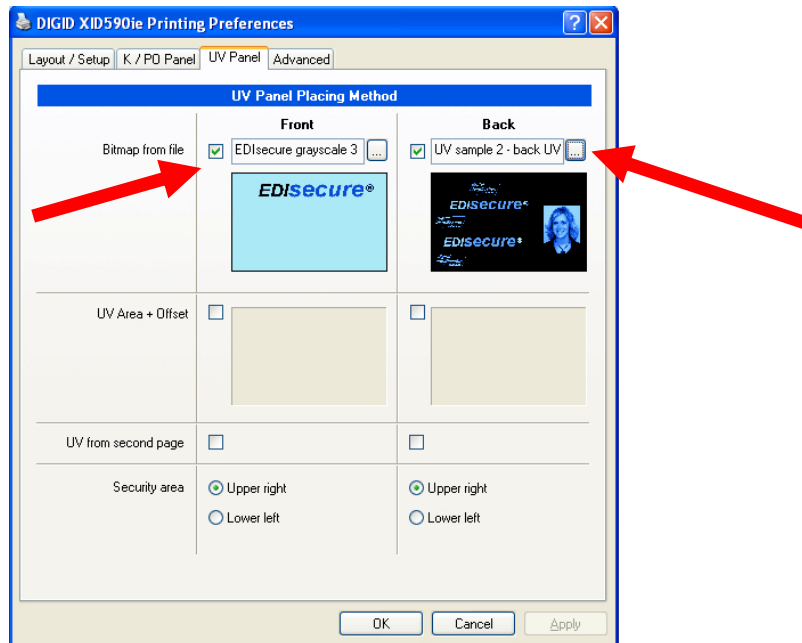 DIGID XID590ie Printing Preferences
Layout / Setup K / PO Panel UV Panel Advanced
UV Panel Placing Method
Front Back
Bitmap from file EDIsecure grayscale 3 ... UV sample 2 - back UV ...
EDIsecure®
EDIsecure®
EDIsecure®
UV Area + Offset
UV from second page
Security area Upper right Upper right
Lower left Lower left
OK Cancel Apply